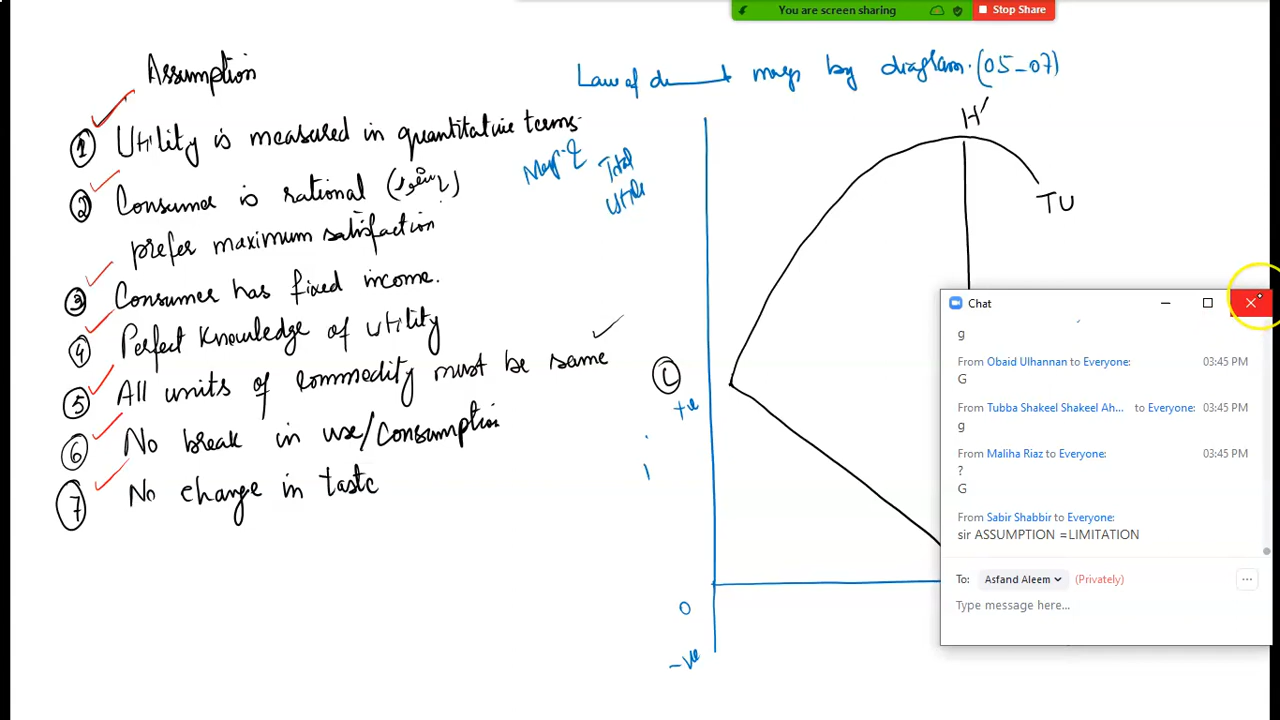 You are screen sharing
Stop Share
Assumption
Law of de d may by diagram. (05-07)
① Utility is measured in quantitative terms.
② Consumer is rational (باشعور)
prefer maximum satisfaction
③ Consumer has fixed income.
④ Perfect Knowledge of utility
⑤ All units of commodity must be same
⑥ No break in use/consumption
⑦ No change in taste
Total
H'
TU
+ve
0
-ve
Chat
g
From Obaid Ulhannan to Everyone: 03:45 PM
G
From Tubba Shakeel Shakeel Ah... to Everyone: 03:45 PM
g
From Maliha Riaz to Everyone: 03:45 PM
?
G
From Sabir Shabbir to Everyone:
sir ASSUMPTION =LIMITATION
To: Asfand Aleem (Privately)
Type message here...